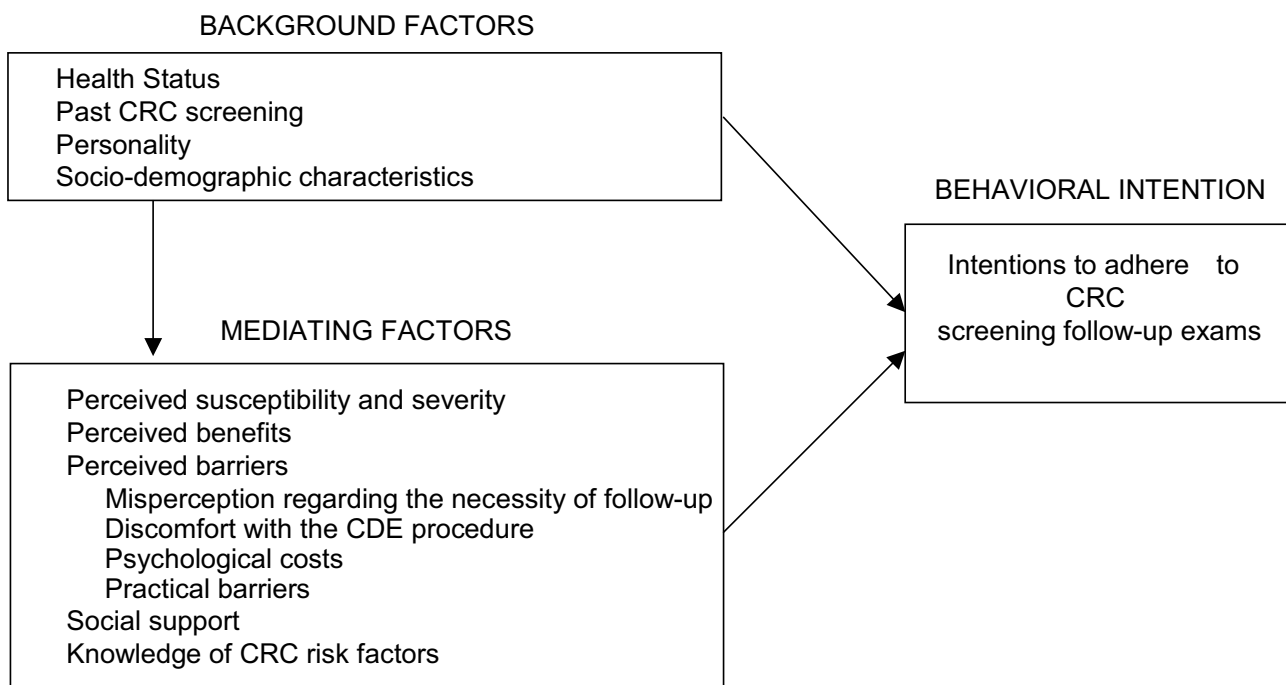 BACKGROUND FACTORS
Health Status
Past CRC screening
Personality
Socio-demographic characteristics
BEHAVIORAL INTENTION
Intentions to adhere to
CRC
screening follow-up exams
MEDIATING FACTORS
Perceived susceptibility and severity
Perceived benefits
Perceived barriers
Misperception regarding the necessity of follow-up
Discomfort with the CDE procedure
Psychological costs
Practical barriers
Social support
Knowledge of CRC risk factors